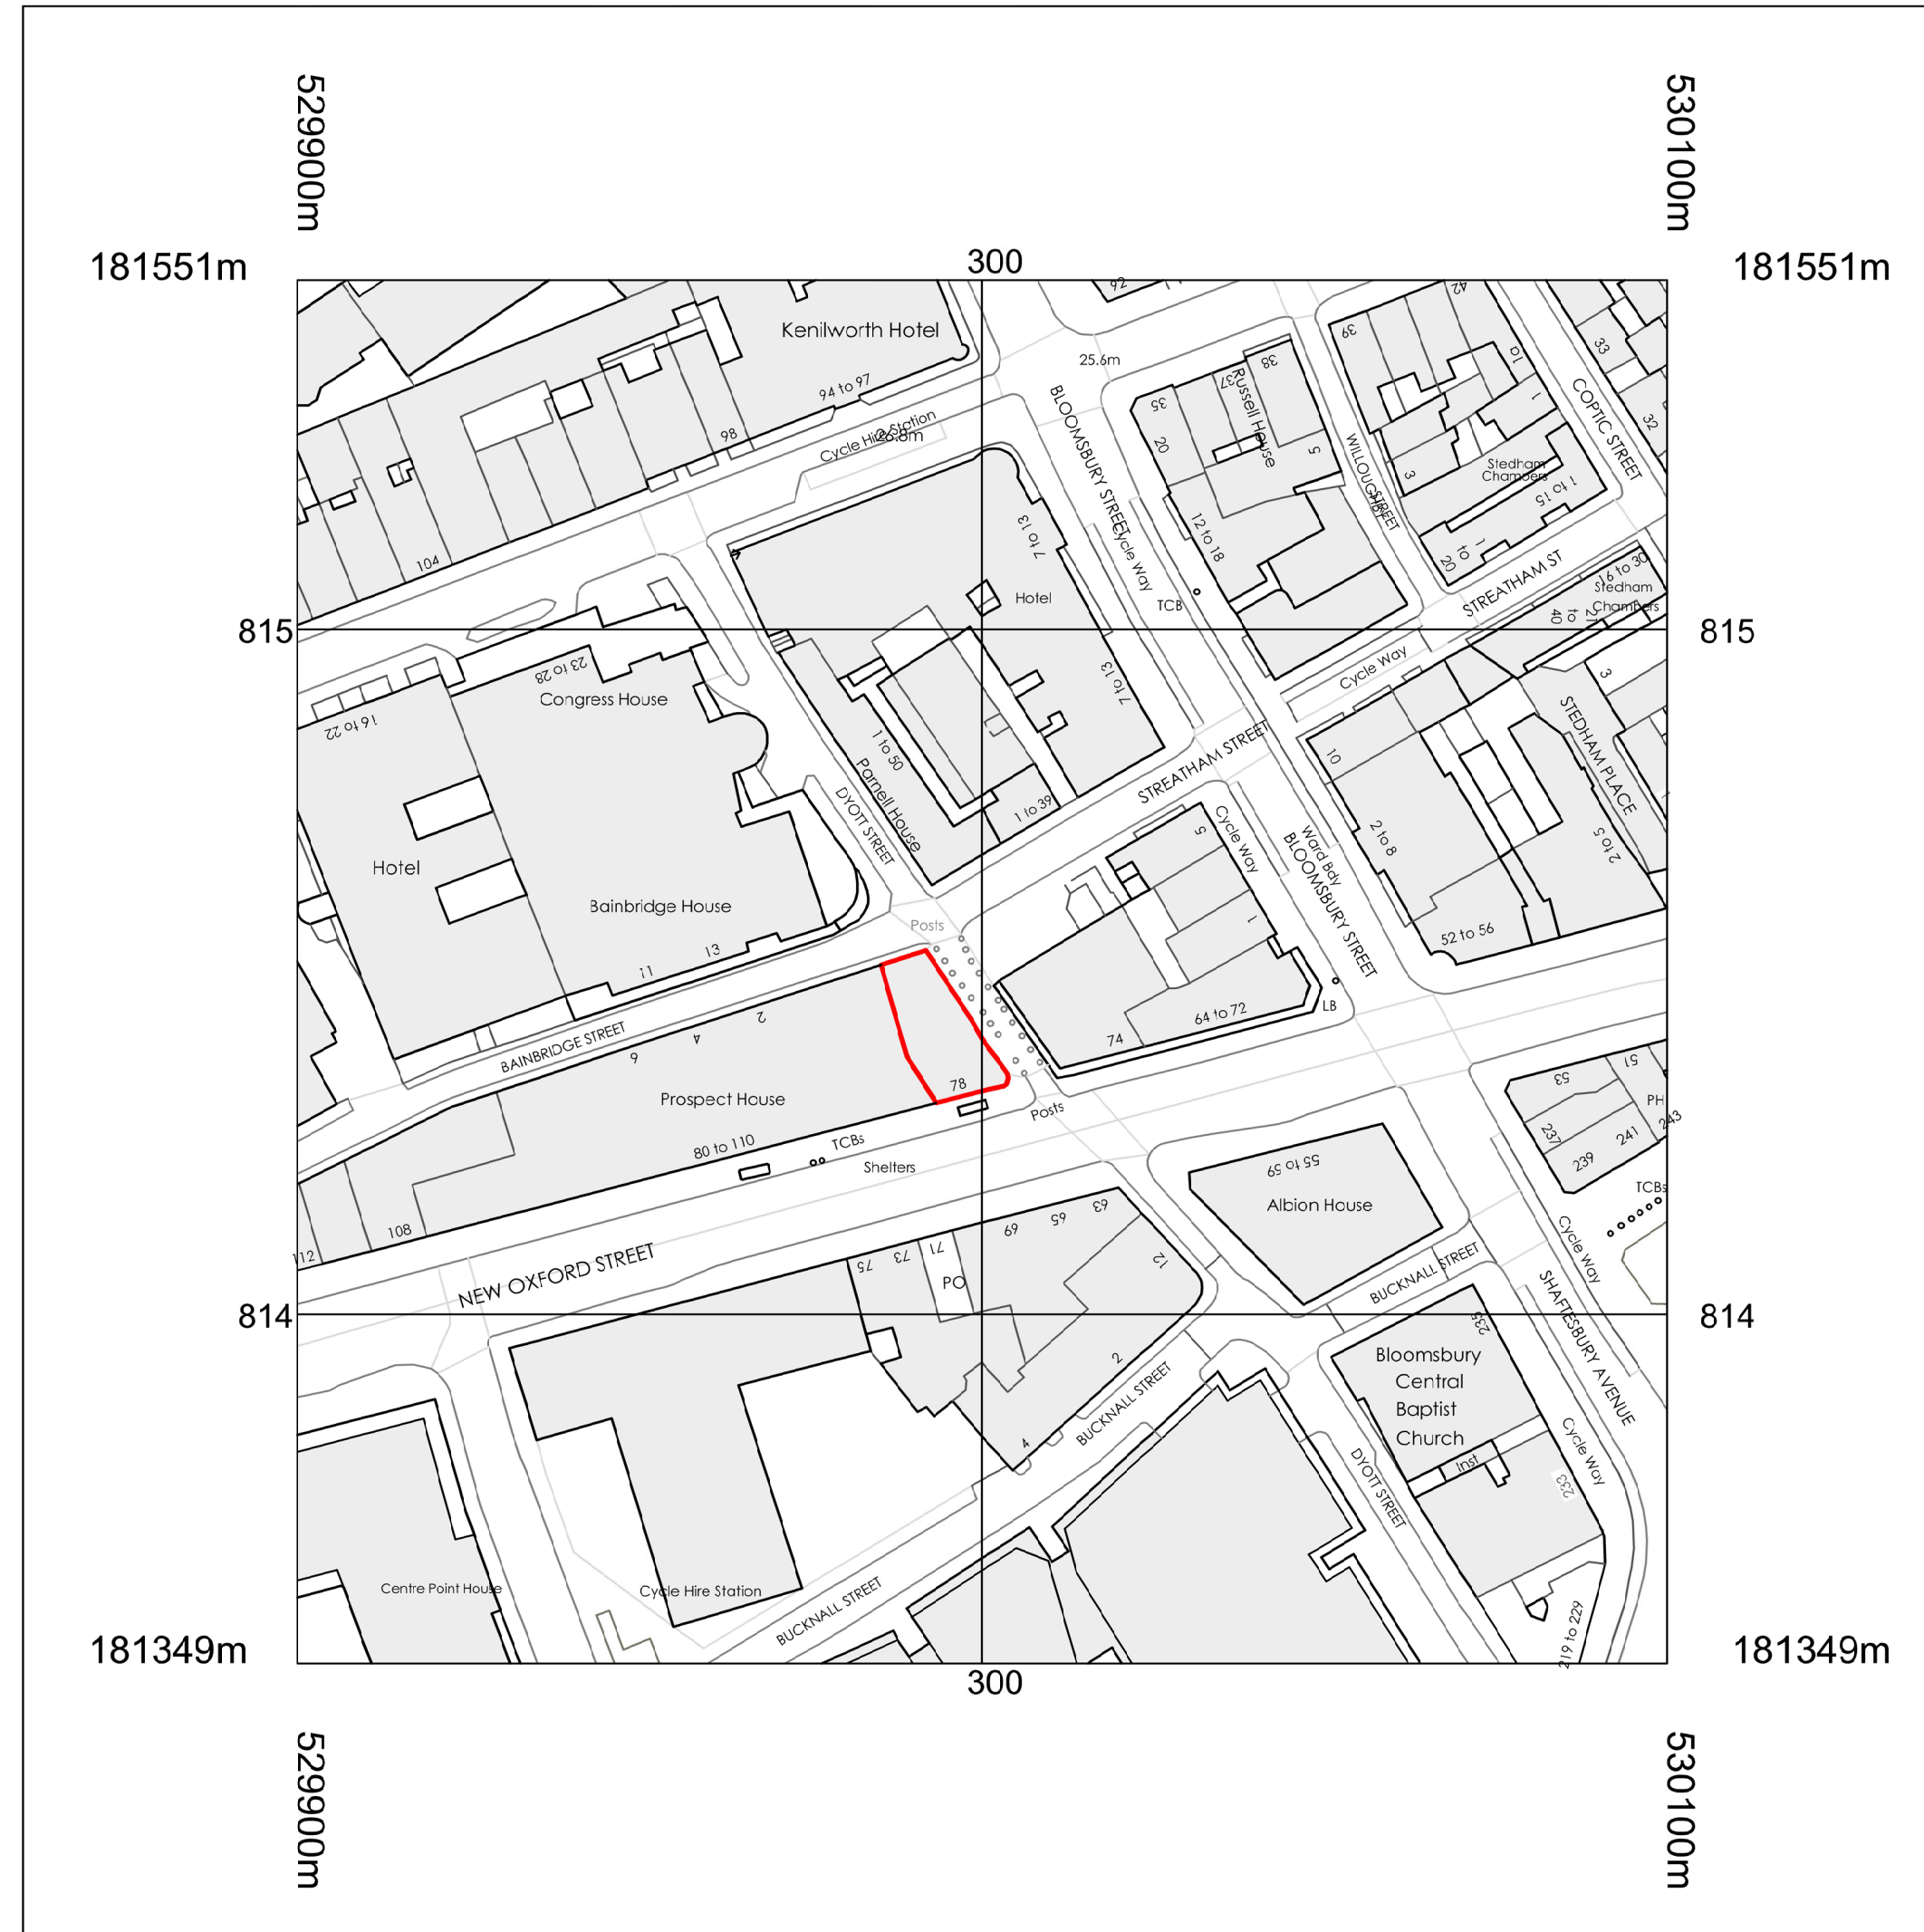 529900m
530100m
181551m
300
181551m
92
42
39
33
Kenilworth Hotel
25.6m
38
37
Russell House
1a
94 to 97
35
1
COPTIC STREET
32
Cycle Hire Station
26.8m
98
20
5
BLOOMSBURY STREET
WILLOUGHBY
STREET
3
Stedham
Chambers
1 to 15
7 to 13
12 to 18
Cycle Way
1
to
20
104
STREATHAM ST
16 to 30
Stedham
Chambers
Hotel
TCB
21
to
40
815
815
23 to 28
Congress House
Cycle Way
7 to 13
3
16 to 22
1 to 50
STREATHAM STREET
10
STEDHAM PLACE
Parnell House
DYOTT STREET
1 to 39
5
Cycle Way
Ward Bdy
BLOOMSBURY STREET
2 to 8
2 to 5
Hotel
Bainbridge House
Posts
1
52 to 56
13
11
LB
2
64 to 72
BAINBRIDGE STREET
4
74
6
78
53
51
Prospect House
Posts
PH
80 to 110
TCBs
237
241
243
Shelters
55 to 59
239
Albion House
TCBs
108
63
65
69
112
71
73
75
12
Cycle Way
NEW OXFORD STREET
PO
BUCKNALL STREET
814
814
SHAFTESBURY AVENUE
235
2
Bloomsbury
Central
Baptist
Church
BUCKNALL STREET
4
Inst
Cycle Way
DYOTT STREET
233
Centre Point House
Cycle Hire Station
BUCKNALL STREET
219 to 229
181349m
300
181349m
529900m
530100m